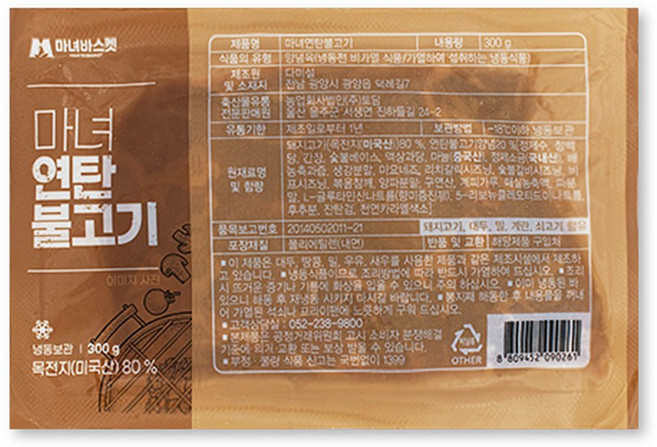 마녀바스켓
마녀
연탄
불고기
이미지 사진
냉동보관 | 300 g
목전지(미국산) 80 %
제품명 마녀연탄불고기 내용량 300 g
식품의 유형 양념육(냉동전 비가열 식품/가열하여 섭취하는 냉동식품)
제조원 및 소재지 다미실
전남 광양시 광양읍 덕례길7
축산물유통 전문판매원 농업회사법인(주)토담
울산 울주군 서생면 진하들길 24-2
유통기한 제조일로부터 1년 보관방법 -18℃이하 냉동보관
원재료명 및 함량 돼지고기(목전지(미국산) 80 %, 연탄불고기양념20 %(정제수, 청백
탕, 간장, 숯불베이스, 액상과당, 마늘(중국산), 정제소금(국내산), 배
농축과즙, 생강분말, 마요네즈, 리치갈릭시즈닝, 숯불갈비시즈닝, 비
프시즈닝, 볶음참깨, 양파분말, 구연산, 계피가루, 매실농축액, 파분
말, L-글루타민산나트륨(향미증진제), 5-리보뉴클레오티드이나트륨,
후추분, 잔탄검, 천연카라멜색소)
품목보고번호 20140502011-21 돼지고기, 대두, 밀, 계란, 쇠고기 함유
포장재질 폴리에틸렌(내면) 반품 및 교환 해당제품 구입처
■ 이 제품은 대두, 땅콩, 밀, 우유, 새우를 사용한 제품과 같은 제조시설에서 제조하
고 있습니다. ■ 냉동식품이므로 조리방법에 따라 반드시 가열하여 드십시오. ■ 조리
시 뜨거운 증기나 기름에 화상을 입을 수 있으니 주의 하십시오. ■ 이미 냉동된 바
있으니 해동 후 재냉동 시키지 마시길 바랍니다. ■ 봉지째 해동한 후 내용물을 꺼내
어 가열된 석쇠나 프라이팬에 노릇하게 구워 드십시오.
■ 고객상담실 : 052-238-9800
■ 본제품은 공정거래위원회 고시 소비자 분쟁해결
기준에 의거 교환 또는 보상 받을 수 있습니다.
■ 부정·불량 식품 신고는 국번없이 1399
OTHER
8 809452 090261